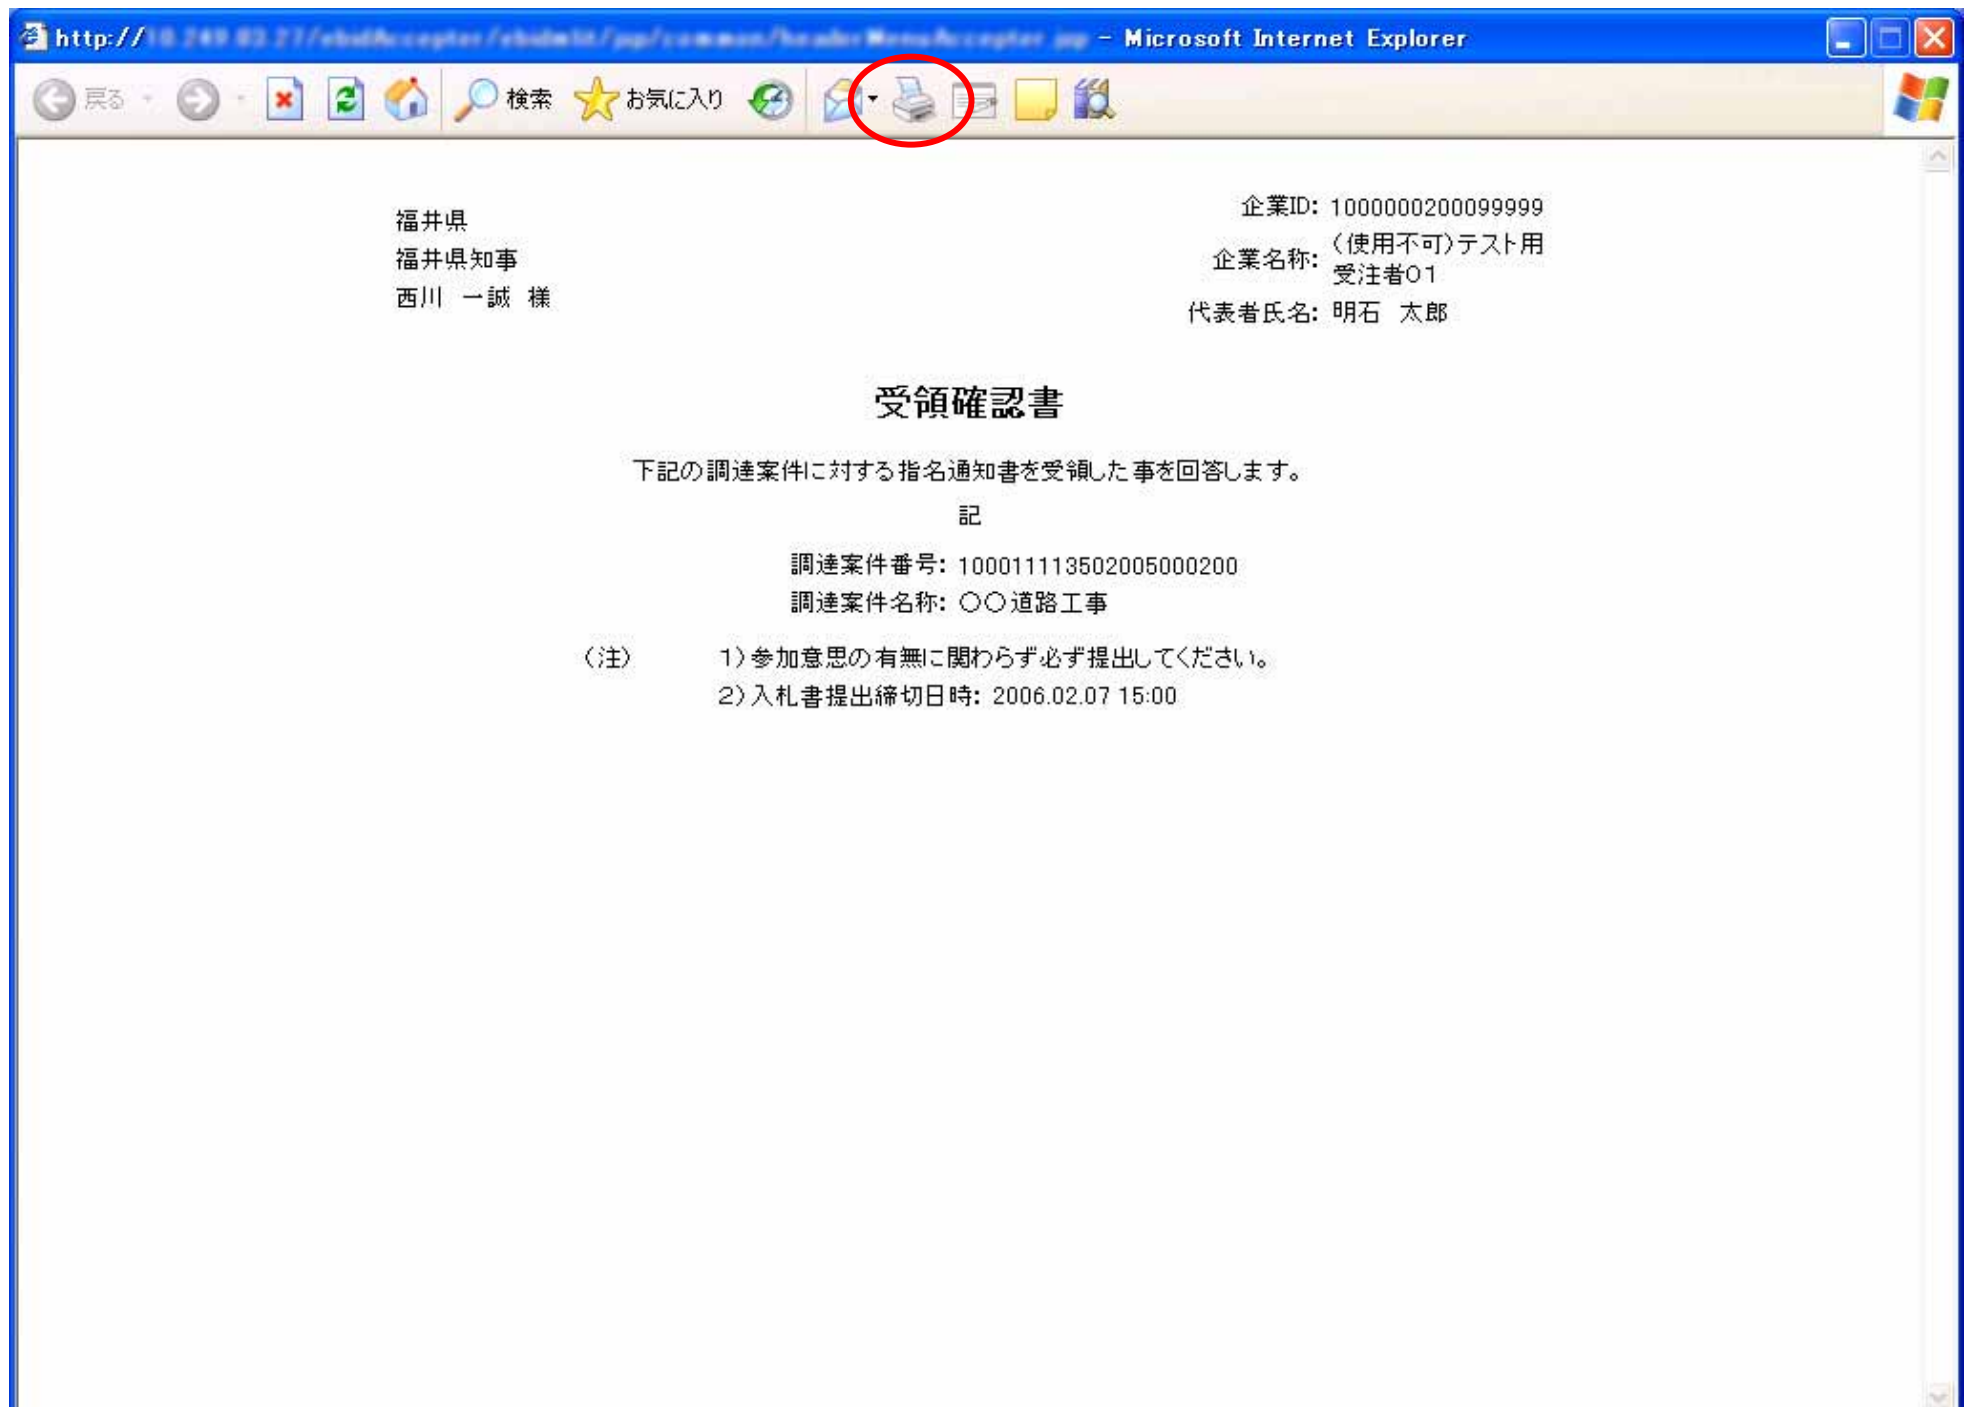 http:// - Microsoft Internet Explorer
戻る 検索 お気に入り
福井県
福井県知事
西川 一誠 様
企業ID: 1000000200099999
企業名称: (使用不可)テスト用
受注者01
代表者氏名: 明石 太郎
受領確認書
下記の調達案件に対する指名通知書を受領した事を回答します。
記
調達案件番号: 100011113502005000200
調達案件名称: 〇〇道路工事
(注) 1)参加意思の有無に関わらず必ず提出してください。
2)入札書提出締切日時: 2006.02.07 15:00